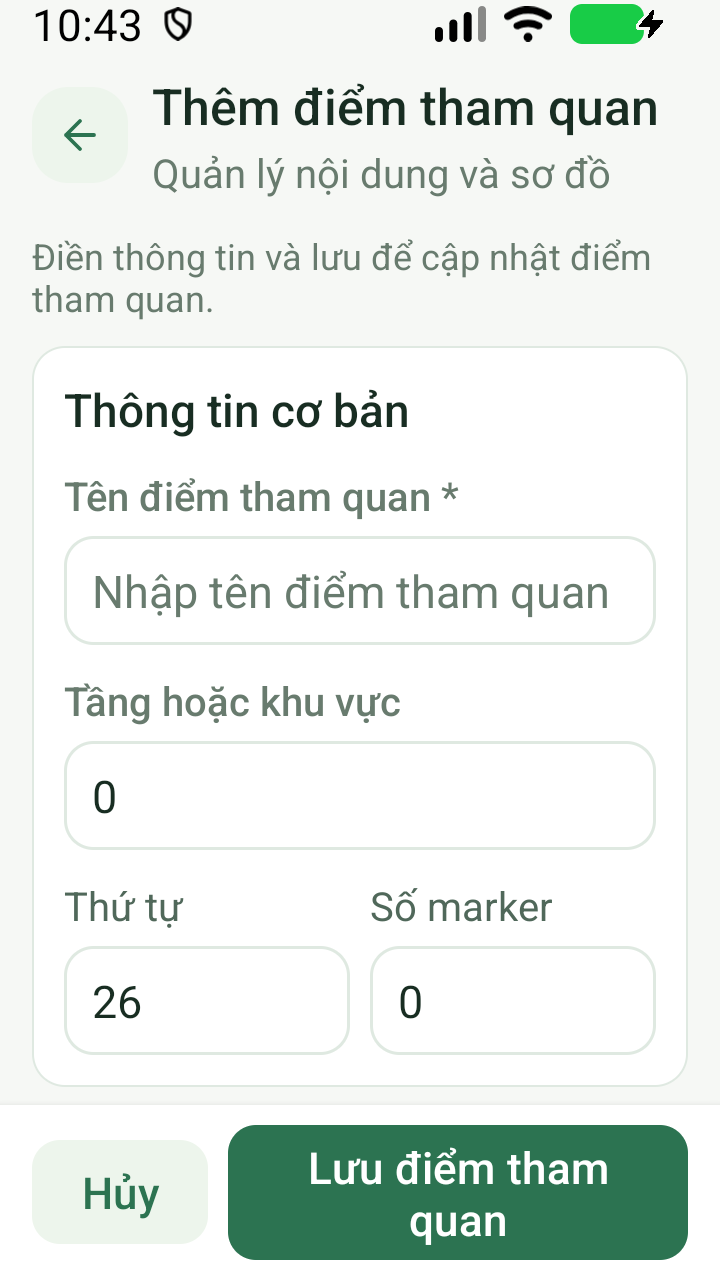 10:43
Thêm điểm tham quan
Quản lý nội dung và sơ đồ
Điền thông tin và lưu để cập nhật điểm
tham quan.
Thông tin cơ bản
Tên điểm tham quan *
Nhập tên điểm tham quan
Tầng hoặc khu vực
0
Thứ tự
Số marker
26
0
Hủy
Lưu điểm tham
quan